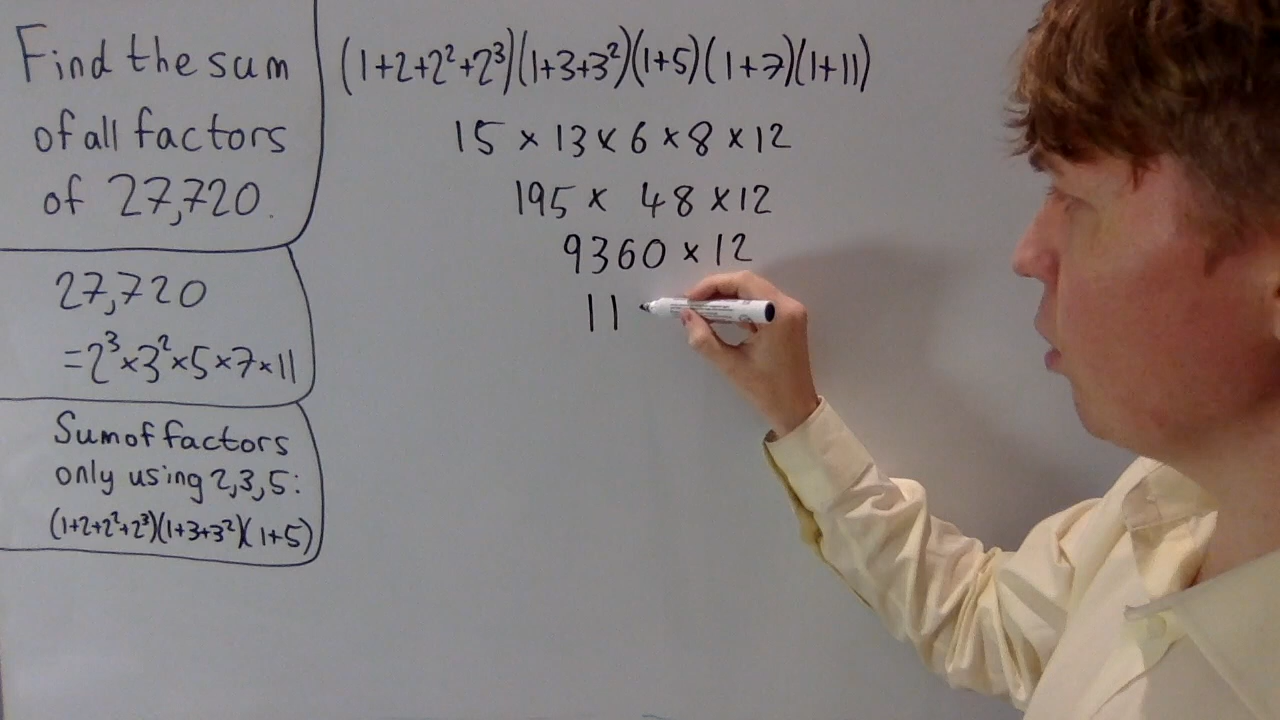 Find the sum
of all factors
of 27,720.
27,720
=2³×3²×5×7×11
Sum of factors
only using 2,3,5:
(1+2+2²+2³)(1+3+3²)(1+5)
(1+2+2²+2³)(1+3+3²)(1+5)(1+7)(1+11)
15 × 13 × 6 × 8 × 12
195 × 48 × 12
9360 × 12
11